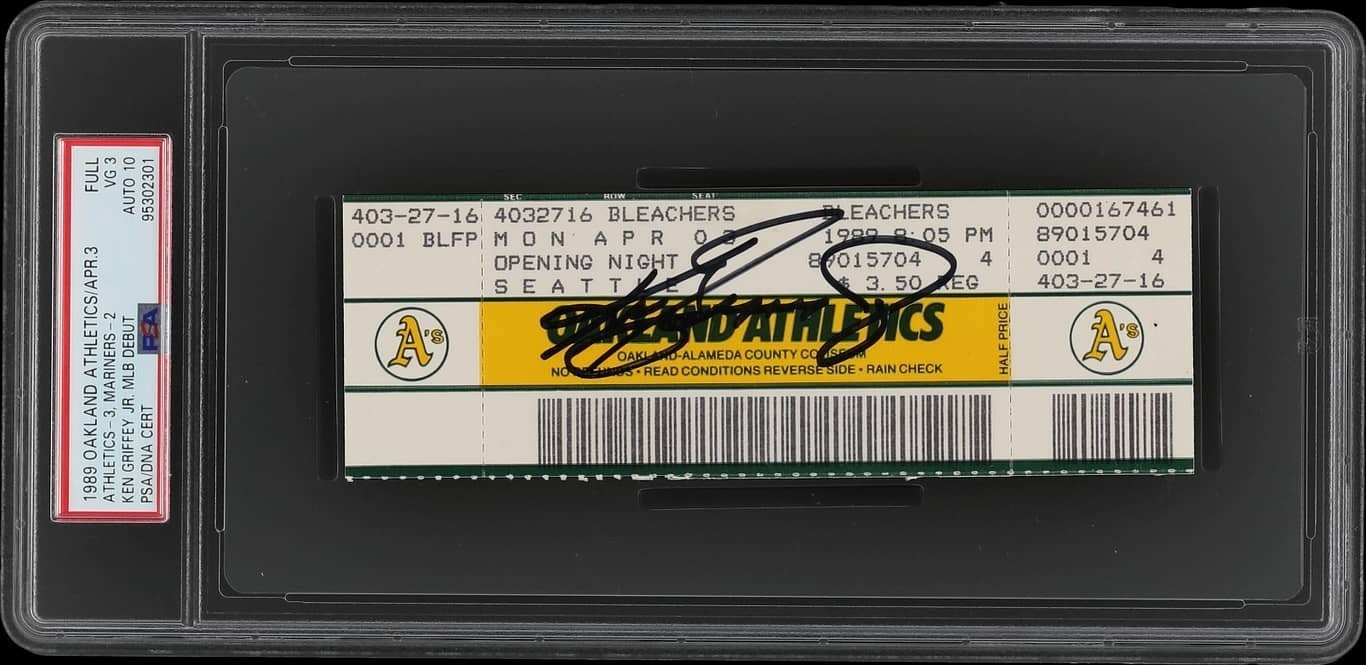 1989 OAKLAND ATHLETICS/APR.3 FULL
ATHLETICS - 3, MARINERS - 2 VG 3
KEN GRIFFEY JR. MLB DEBUT AUTO 10
PSA/DNA CERT 95302301
PSA
SEC ROW SEAT
403-27-16 4032716 BLEACHERS BLEACHERS 0000167461
0001 BLFP MON APR 03 1989 8:05 PM 89015704
OPENING NIGHT 89015704 4 0001 4
SEATTLE $ 3.50 REG 403-27-16
A's OAKLAND ATHLETICS A's
OAKLAND-ALAMEDA COUNTY COLISEUM
NO REFUNDS • READ CONDITIONS REVERSE SIDE • RAIN CHECK
HALF PRICE